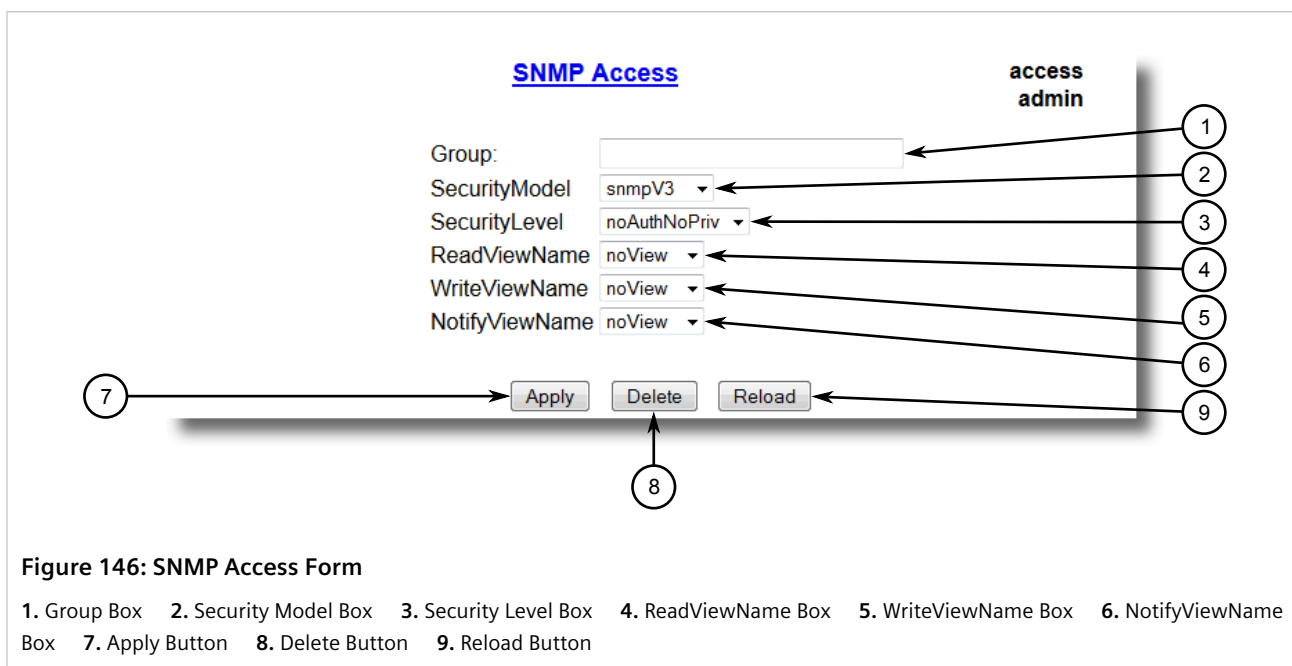 SNMP Access
access
admin
1
Group:
2
SecurityModel snmpV3
3
SecurityLevel noAuthNoPriv
4
ReadViewName noView
WriteViewName noView
5
NotifyViewName noView
6
7
Apply Delete Reload
9
8
Figure 146: SNMP Access Form
1. Group Box 2. Security Model Box 3. Security Level Box 4. ReadViewName Box 5. WriteViewName Box 6. NotifyViewName
Box 7. Apply Button 8. Delete Button 9. Reload Button